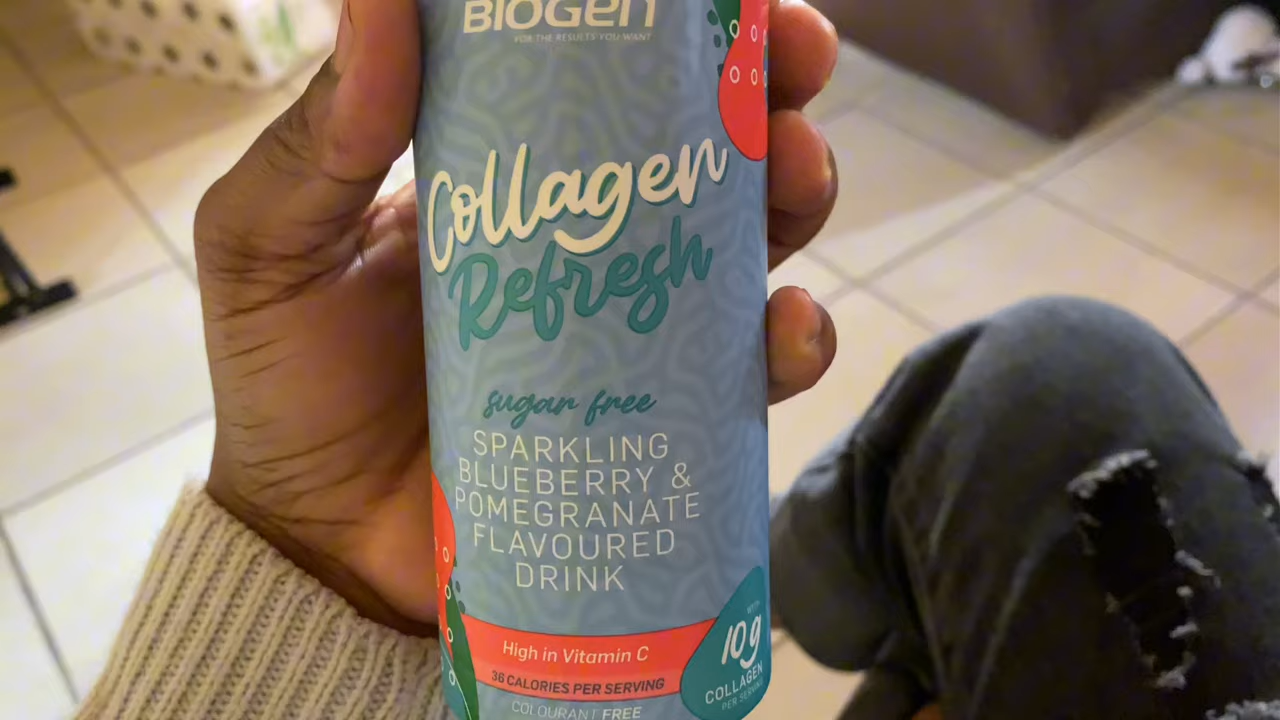 BIOGEN
FOR THE RESULTS YOU WANT
Collagen
Refresh
sugar free
SPARKLING
BLUEBERRY &
POMEGRANATE
FLAVOURED
DRINK
High in Vitamin C
36 CALORIES PER SERVING
COLOURANT FREE
WITH
10g
COLLAGEN
PER SERVING